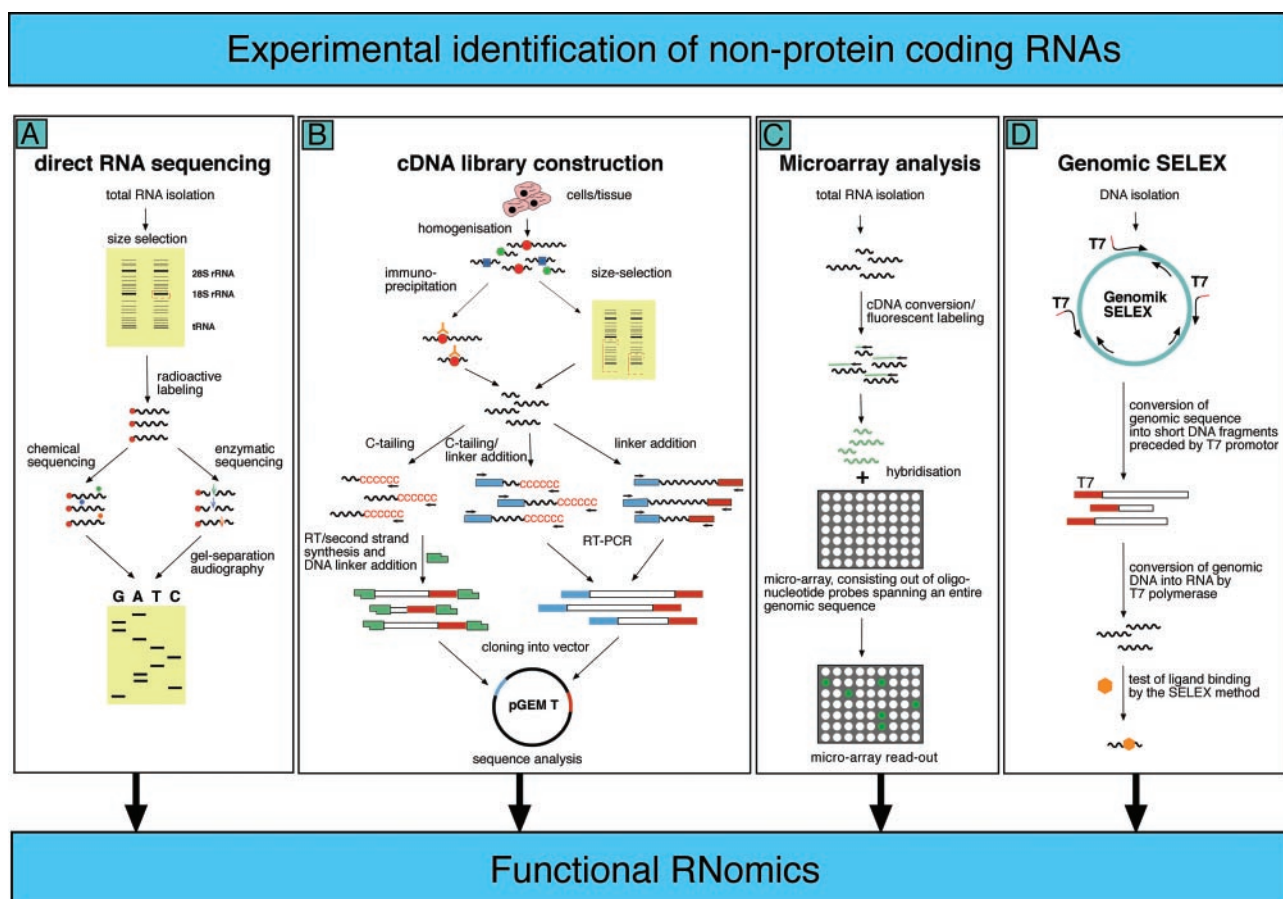 Experimental identification of non-protein coding RNAs
A
direct RNA sequencing
total RNA isolation
size selection
28S rRNA
18S rRNA
tRNA
radioactive
labeling
chemical
sequencing
enzymatic
sequencing
gel-separation
audiography
G A T C
B
cDNA library construction
cells/tissue
homogenisation
immuno-
precipitation
size-selection
C-tailing
C-tailing/
linker addition
linker addition
CCCCCC
CCCCCC
CCCCCC
CCCCCC
CCCCCC
CCCCCC
RT/second strand
synthesis and
DNA linker addition
RT-PCR
cloning into vector
pGEM T
sequence analysis
C
Microarray analysis
total RNA isolation
cDNA conversion/
fluorescent labeling
hybridisation
+
micro-array, consisting out of oligo-
nucleotide probes spanning an entire
genomic sequence
micro-array read-out
D
Genomic SELEX
DNA isolation
T7
T7
T7
Genomik
SELEX
conversion of
genomic sequence
into short DNA fragments
preceded by T7 promotor
T7
conversion of genomic
DNA into RNA by
T7 polymerase
test of ligand binding
by the SELEX method
Functional RNomics